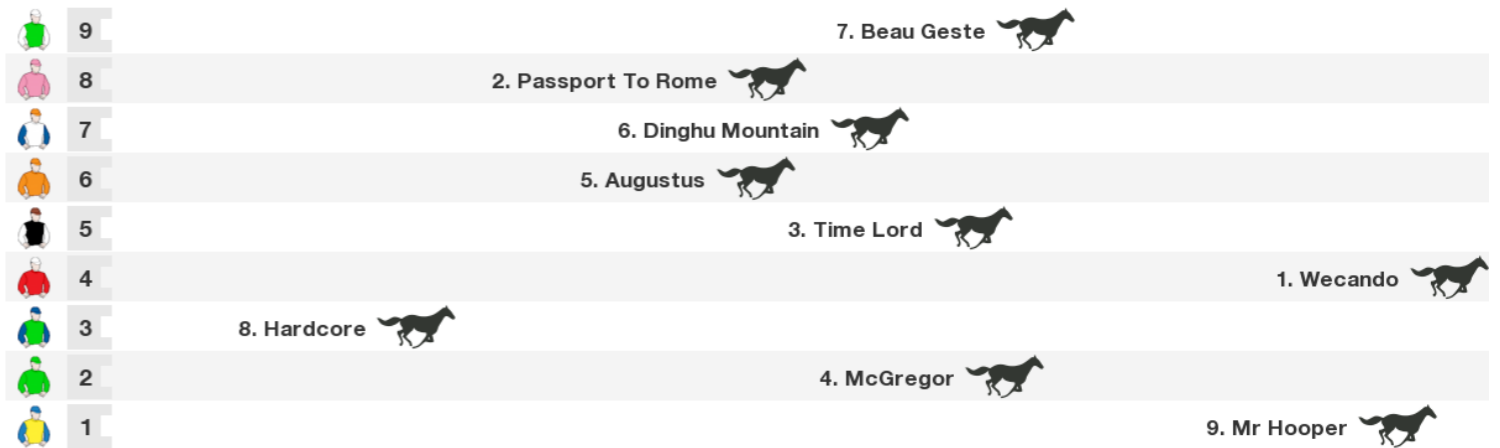 9 7. Beau Geste
8 2. Passport To Rome
7 6. Dinghu Mountain
6 5. Augustus
5 3. Time Lord
4 1. Wecando
3 8. Hardcore
2 4. McGregor
1 9. Mr Hooper